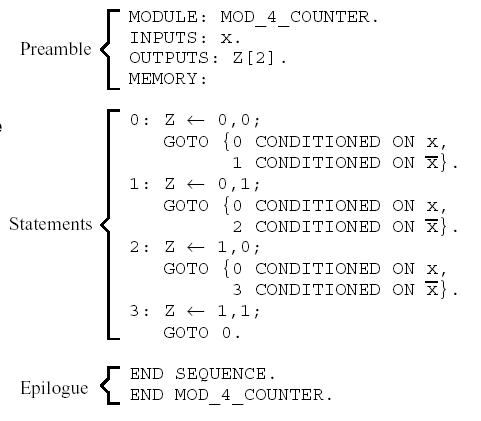 Preamble
MODULE: MOD_4_COUNTER.
INPUTS: x.
OUTPUTS: Z[2].
MEMORY:
Statements
0: Z ← 0,0;
GOTO {0 CONDITIONED ON x,
1 CONDITIONED ON x̅}.
1: Z ← 0,1;
GOTO {0 CONDITIONED ON x,
2 CONDITIONED ON x̅}.
2: Z ← 1,0;
GOTO {0 CONDITIONED ON x,
3 CONDITIONED ON x̅}.
3: Z ← 1,1;
GOTO 0.
Epilogue
END SEQUENCE.
END MOD_4_COUNTER.